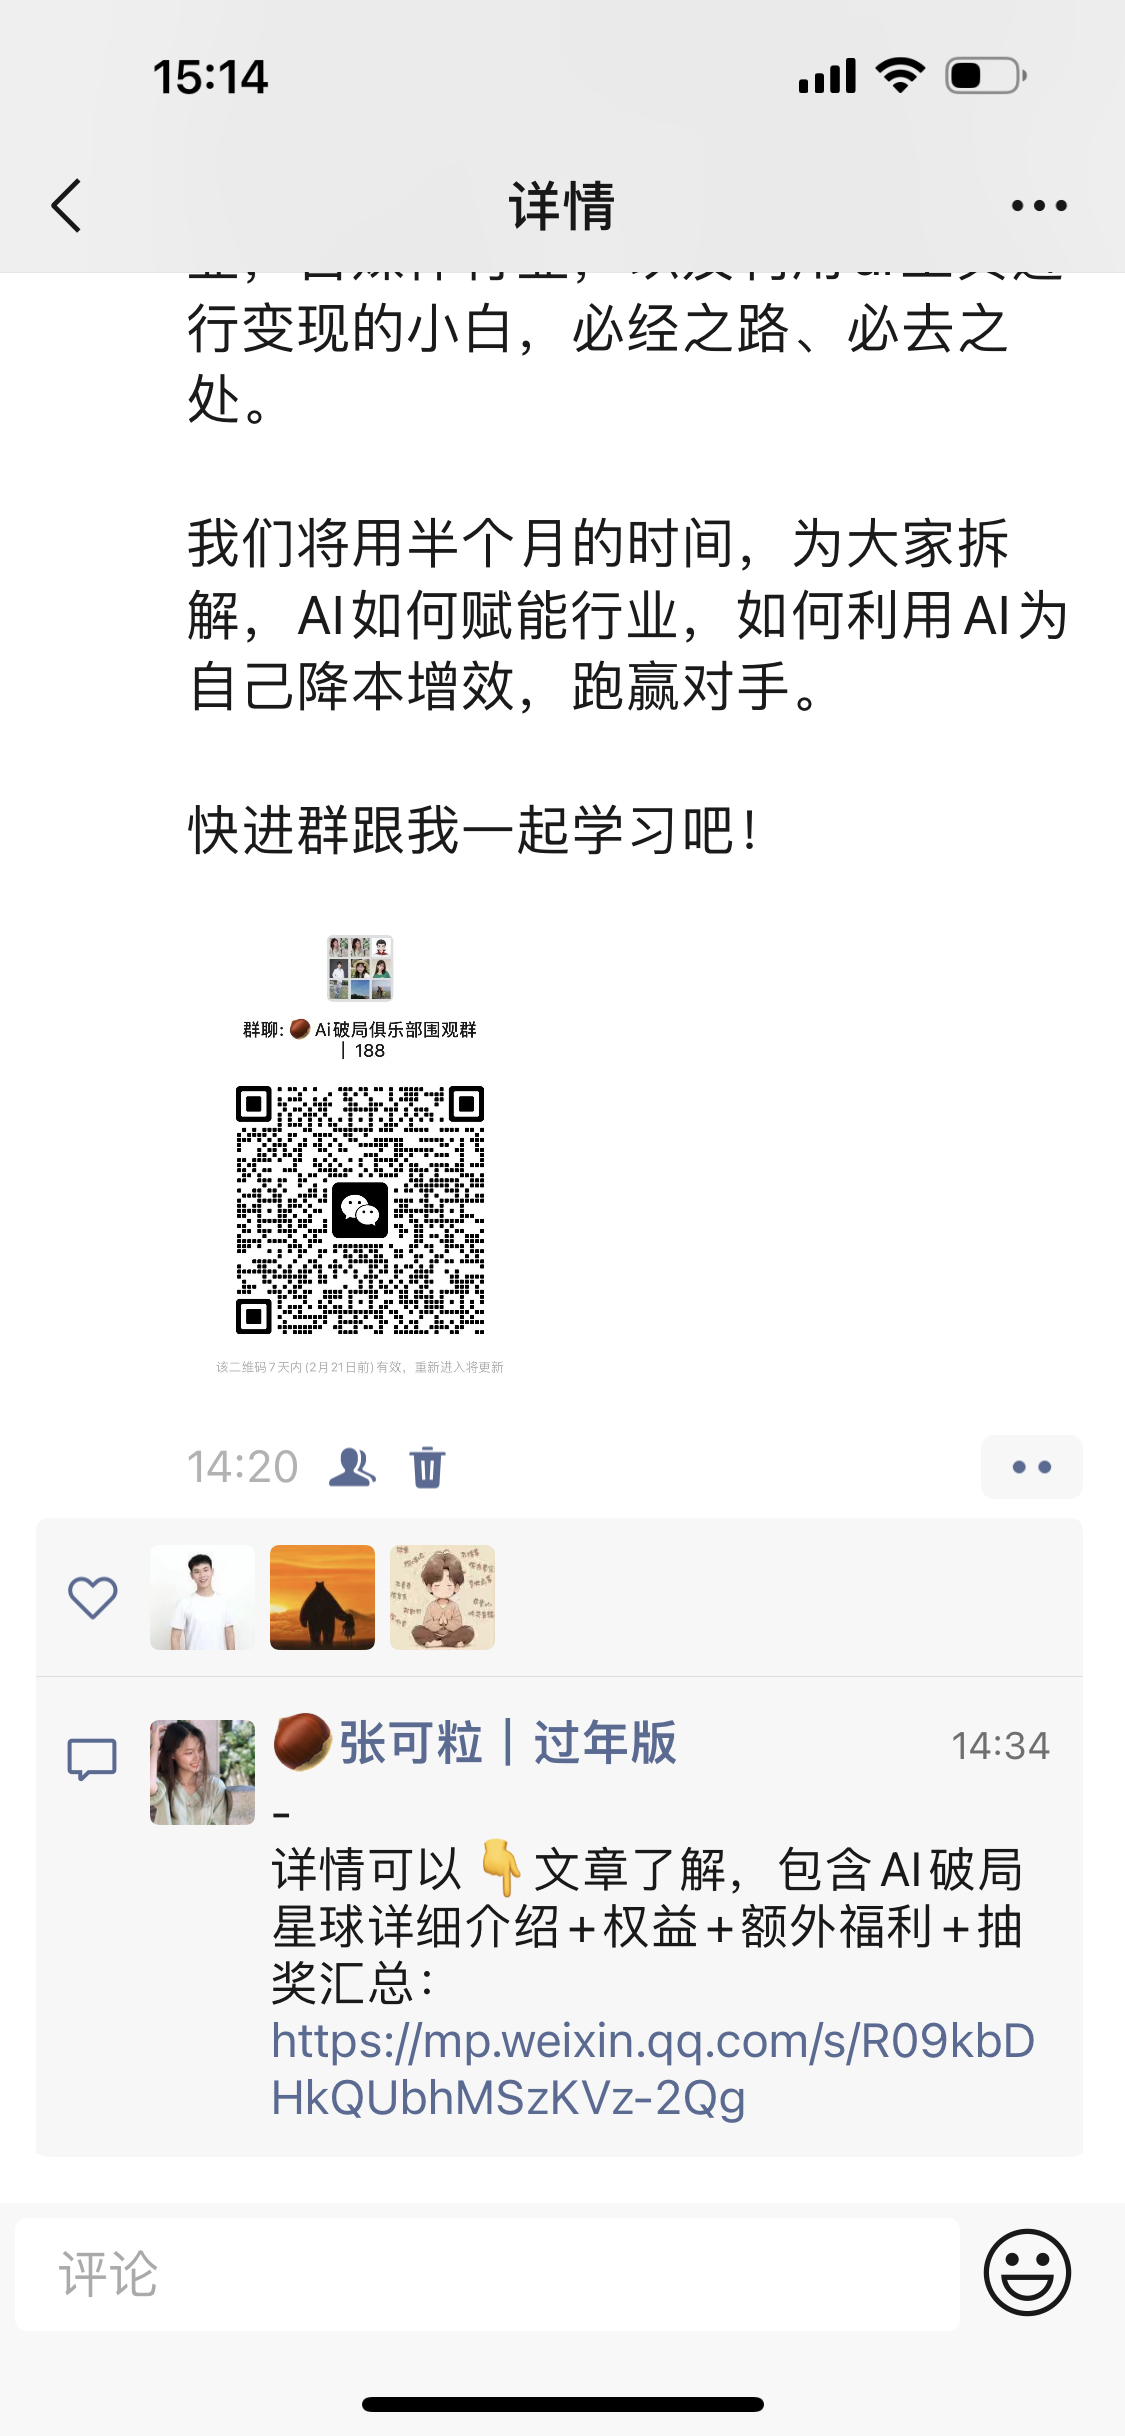 15:14
详情
行变现的小白，必经之路、必去之
处。
我们将用半个月的时间，为大家拆
解，AI如何赋能行业，如何利用AI为
自己降本增效，跑赢对手。
快进群跟我一起学习吧！
群聊: 🌰 Ai破局俱乐部围观群
| 188
该二维码7天内(2月21日前)有效，重新进入将更新
14:20
🌰张可粒｜过年版
14:34
-
详情可以👇文章了解，包含AI破局
星球详细介绍+权益+额外福利+抽
奖汇总：
https://mp.weixin.qq.com/s/R09kbD
HkQUbhMSzKVz-2Qg
评论